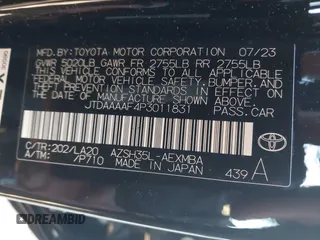 MFD.BY:TOYOTA MOTOR CORPORATION 07/23
GVWR 5020LB GAWR FR 2755LB RR 2755LB
THIS VEHICLE CONFORMS TO ALL APPLICABLE
FEDERAL MOTOR VEHICLE SAFETY, BUMPER, AND
THEFT PREVENTION STANDARDS IN EFFECT ON
THE DATE OF MANUFACTURE SHOWN ABOVE.
JTDAAAAF4P3011831 PASS.CAR
C/TR:202/LA20 AZSH35L-AEXMBA
A/TM: /P710 MADE IN JAPAN 439 A
DREAMBID